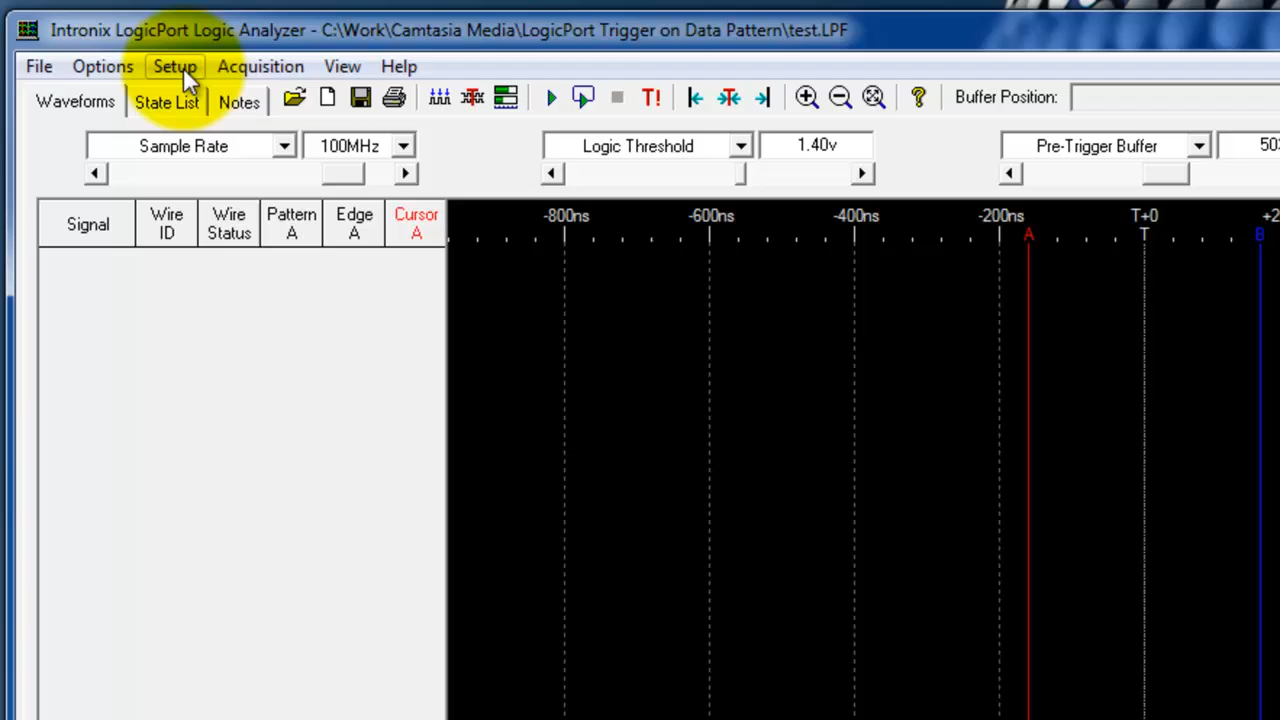 Intronix LogicPort Logic Analyzer - C:\Work\Camtasia Media\LogicPort Trigger on Data Pattern\test.LPF
File Options Setup Acquisition View Help
Waveforms State List Notes T! T ? Buffer Position:
Sample Rate 100MHz Logic Threshold 1.40v Pre-Trigger Buffer
Signal Wire ID Wire Status Pattern A Edge A Cursor A
-800ns -600ns -400ns -200ns T+0
A T B